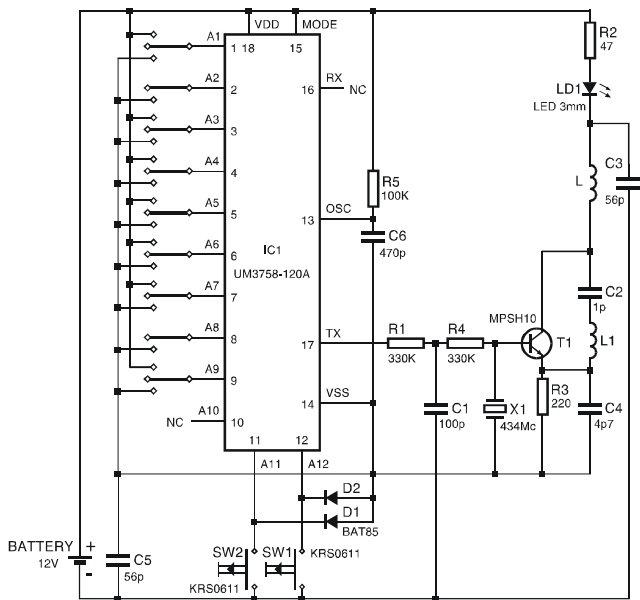 A1
1
VDD
18
MODE
15
R2
47
A2
2
RX
16
NC
LD1
LED 3mm
A3
3
A4
4
L
C3
56p
R5
100K
A5
5
OSC
13
C6
470p
A6
6
IC1
UM3758-120A
A7
7
C2
1p
MPSH10
T1
L1
A8
8
TX
17
R1
330K
R4
330K
A9
9
R3
220
C4
4p7
VSS
14
C1
100p
X1
434Mc
NC
A10
10
11
12
A11
A12
D2
D1
BAT85
BATTERY
12V
+
-
C5
56p
SW2
KRS0611
SW1
KRS0611